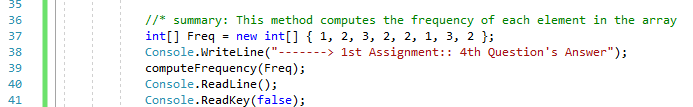 35
36 //* summary: This method computes the frequency of each element in the array
37 int[] Freq = new int[] { 1, 2, 3, 2, 2, 1, 3, 2 };
38 Console.WriteLine("-------> 1st Assignment:: 4th Question's Answer");
39 computeFrequency(Freq);
40 Console.ReadLine();
41 Console.ReadKey(false);